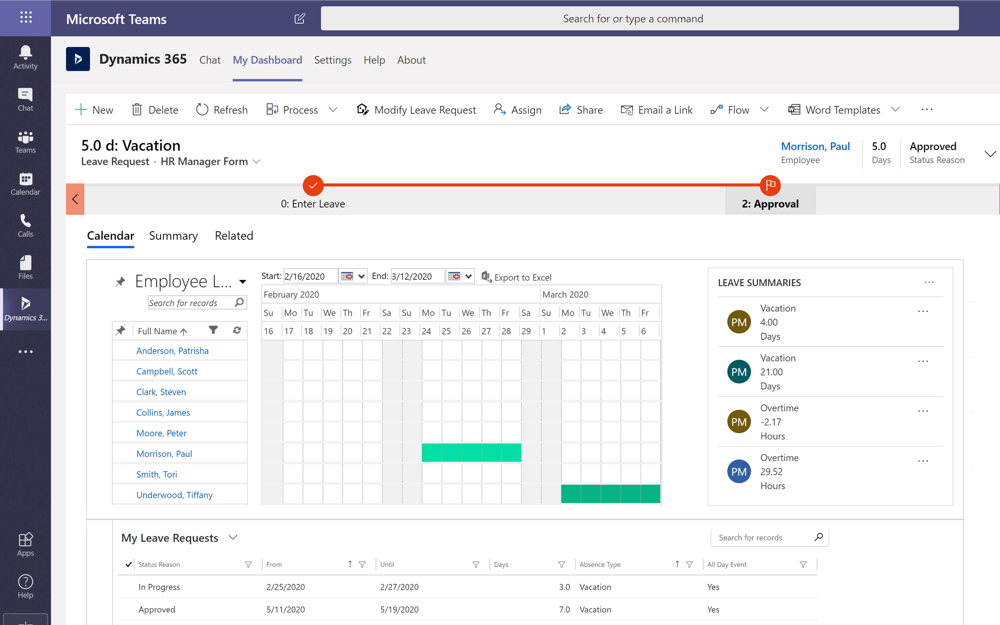 Microsoft Teams
Search for or type a command
Activity
Chat
Teams
Calendar
Calls
Files
Dynamics 3...
Apps
Help
Dynamics 365 Chat My Dashboard Settings Help About
New Delete Refresh Process Modify Leave Request Assign Share Email a Link Flow Word Templates
5.0 d: Vacation
Leave Request · HR Manager Form
Morrison, Paul 5.0 Approved
Employee Days Status Reason
0: Enter Leave 2: Approval
Calendar Summary Related
Employee L...
Search for records
Start: 2/16/2020 End: 3/12/2020 Export to Excel
February 2020 March 2020
Su Mo Tu We Th Fr Sa Su Mo Tu We Th Fr Sa Su Mo Tu We Th Fr
Full Name 16 17 18 19 20 21 22 23 24 25 26 27 28 29 1 2 3 4 5 6
Anderson, Patrisha
Campbell, Scott
Clark, Steven
Collins, James
Moore, Peter
Morrison, Paul
Smith, Tori
Underwood, Tiffany
LEAVE SUMMARIES
PM
Vacation
4.00
Days
PM
Vacation
21.00
Days
PM
Overtime
-2.17
Hours
PM
Overtime
29.52
Hours
My Leave Requests
Search for records
Status Reason From Until Days Absence Type All Day Event
In Progress 2/25/2020 2/27/2020 3.0 Vacation Yes
Approved 5/11/2020 5/19/2020 7.0 Vacation Yes